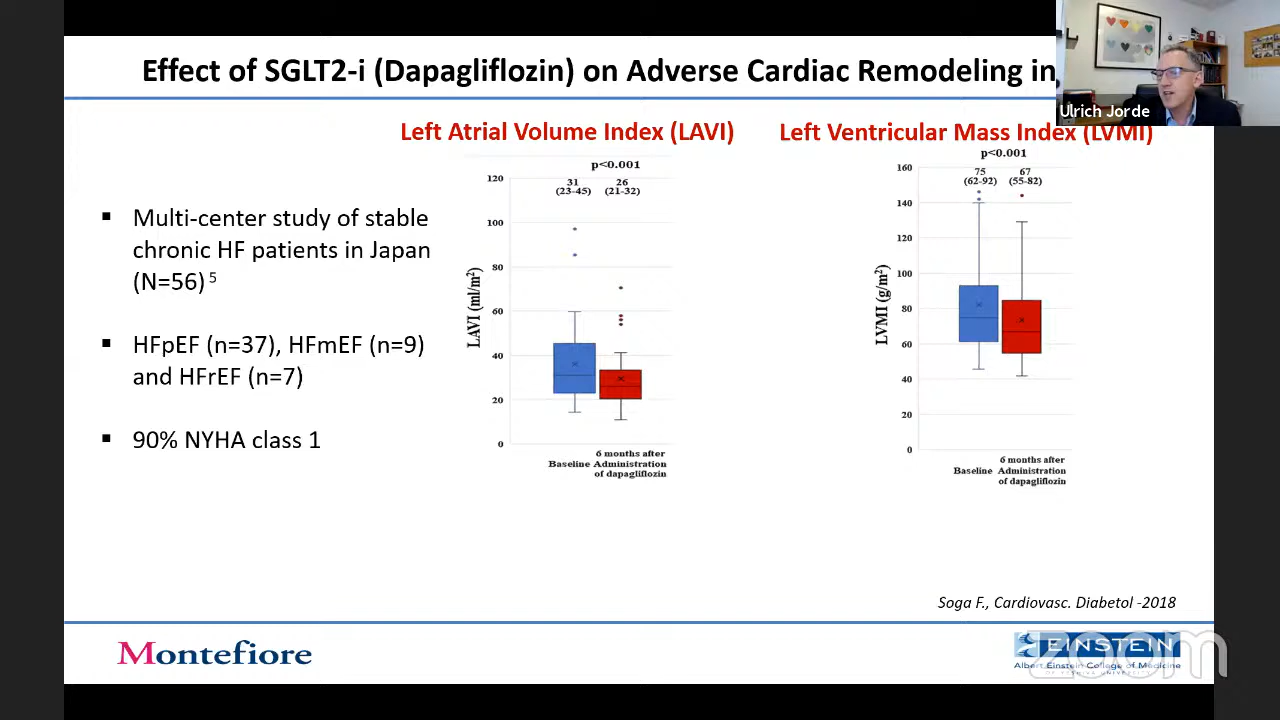 Effect of SGLT2-i (Dapagliflozin) on Adverse Cardiac Remodeling in
Ulrich Jorde
Left Atrial Volume Index (LAVI)
Left Ventricular Mass Index (LVMI)
▪ Multi-center study of stable
chronic HF patients in Japan
(N=56) 5
▪ HFpEF (n=37), HFmEF (n=9)
and HFrEF (n=7)
▪ 90% NYHA class 1
p<0.001
31
(23-45)
26
(21-32)
120
100
80
60
40
20
0
LAVI (ml/m²)
Baseline
6 months after
Administration
of dapagliflozin
p<0.001
75
(62-92)
67
(55-82)
160
140
120
100
80
60
40
20
0
LVMI (g/m²)
Baseline
6 months after
Administration
of dapagliflozin
Soga F., Cardiovasc. Diabetol -2018
Montefiore
EINSTEIN
Albert Einstein College of Medicine
zoom